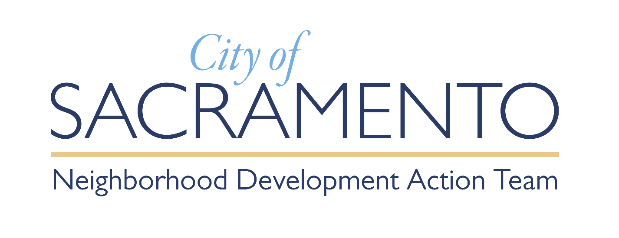 City of
SACRAMENTO
Neighborhood Development Action Team